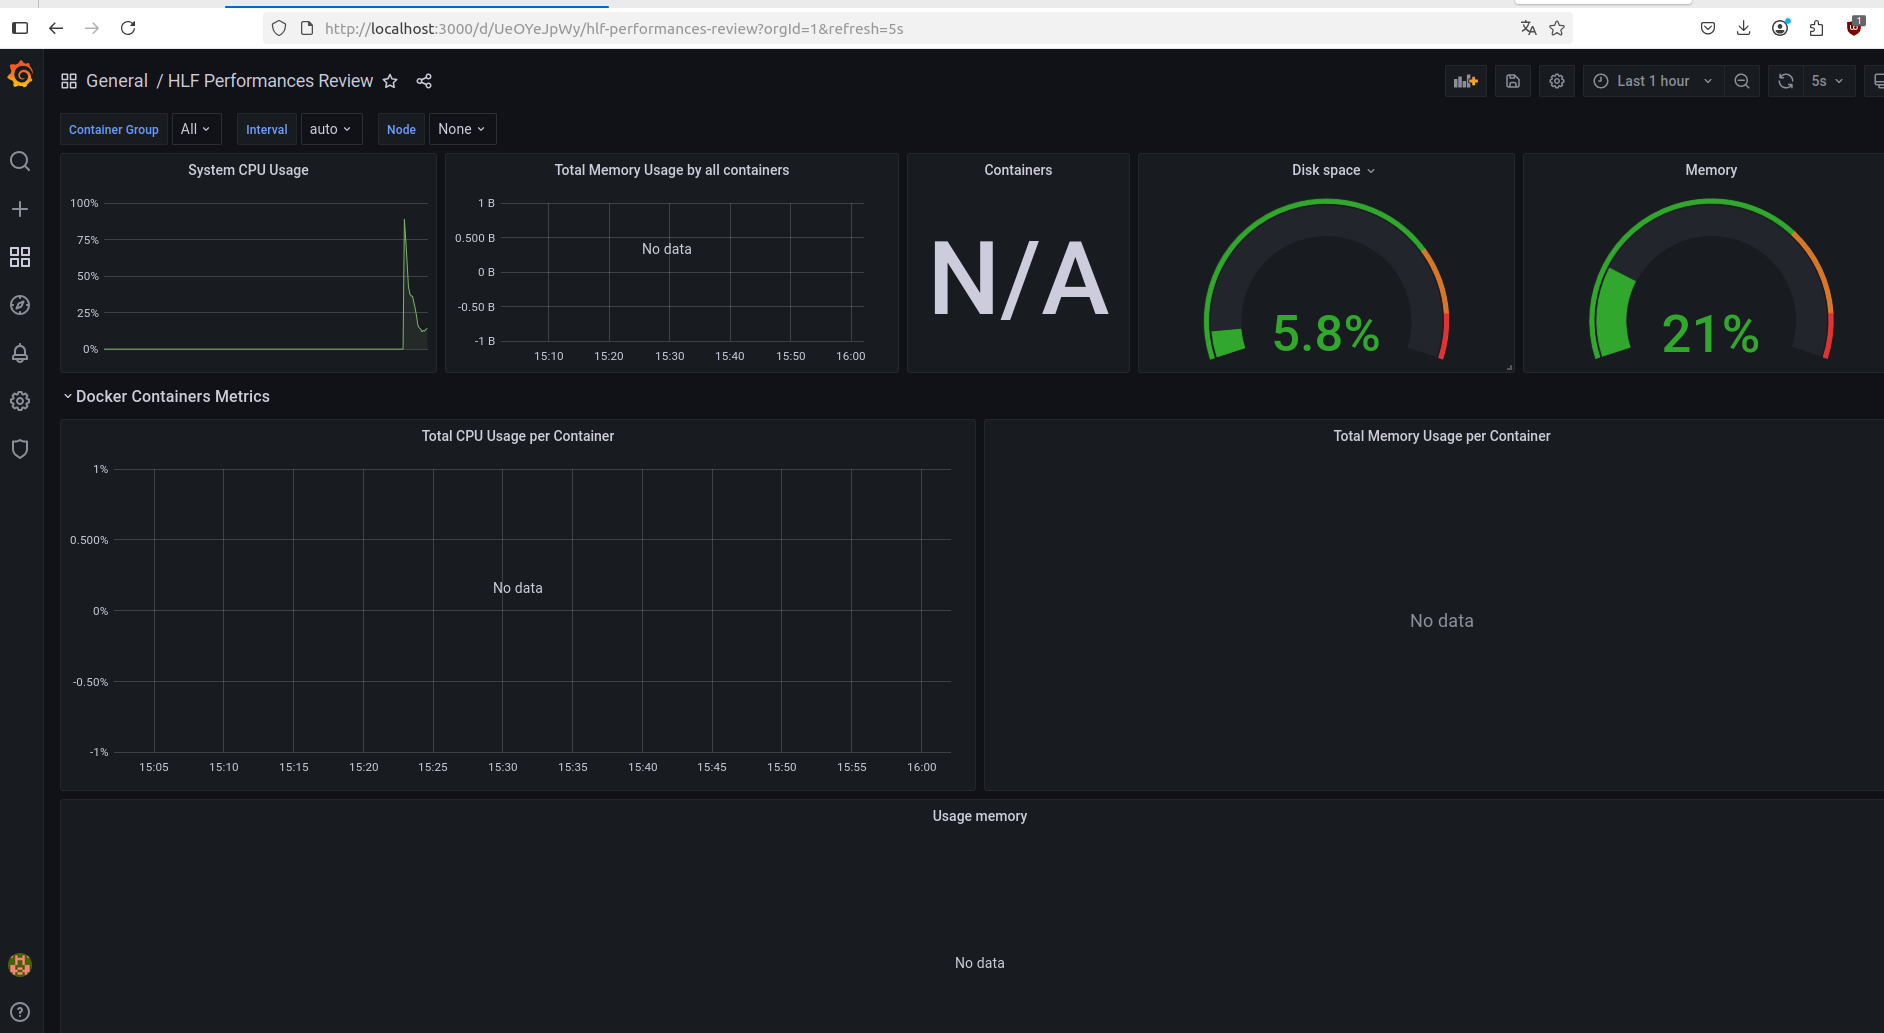 http://localhost:3000/d/UeOYeJpWy/hlf-performances-review?orgId=1&refresh=5s
1
General / HLF Performances Review
Last 1 hour
5s
Container Group All Interval auto Node None
System CPU Usage
100%
75%
50%
25%
0%
Total Memory Usage by all containers
1 B
0.500 B
0 B
-0.50 B
-1 B
No data
15:10 15:20 15:30 15:40 15:50 16:00
Containers
N/A
Disk space
5.8%
Memory
21%
Docker Containers Metrics
Total CPU Usage per Container
1%
0.500%
0%
-0.50%
-1%
No data
15:05 15:10 15:15 15:20 15:25 15:30 15:35 15:40 15:45 15:50 15:55 16:00
Total Memory Usage per Container
No data
Usage memory
No data